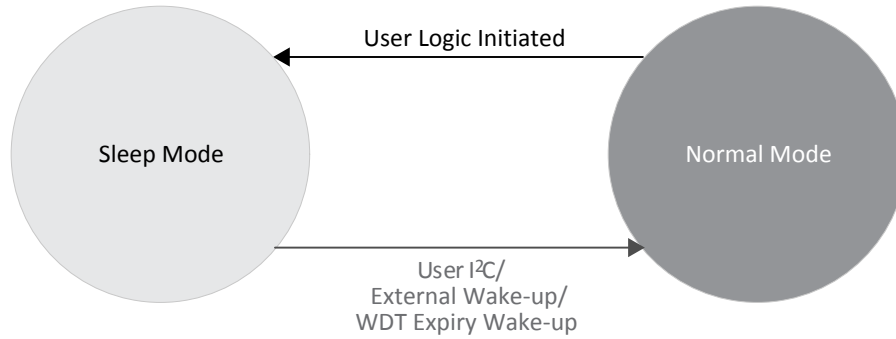 User Logic Initiated
Sleep Mode
Normal Mode
User I²C/
External Wake-up/
WDT Expiry Wake-up